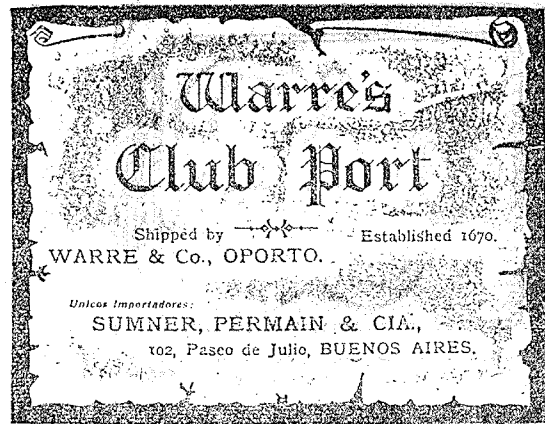 Warre's
Club Port
Shipped by
Established 1670.
WARRE & Co., OPORTO.
Unicos Importadores:
SUMNER, PERMAIN & CIA.,
102, Paseo de Julio, BUENOS AIRES.